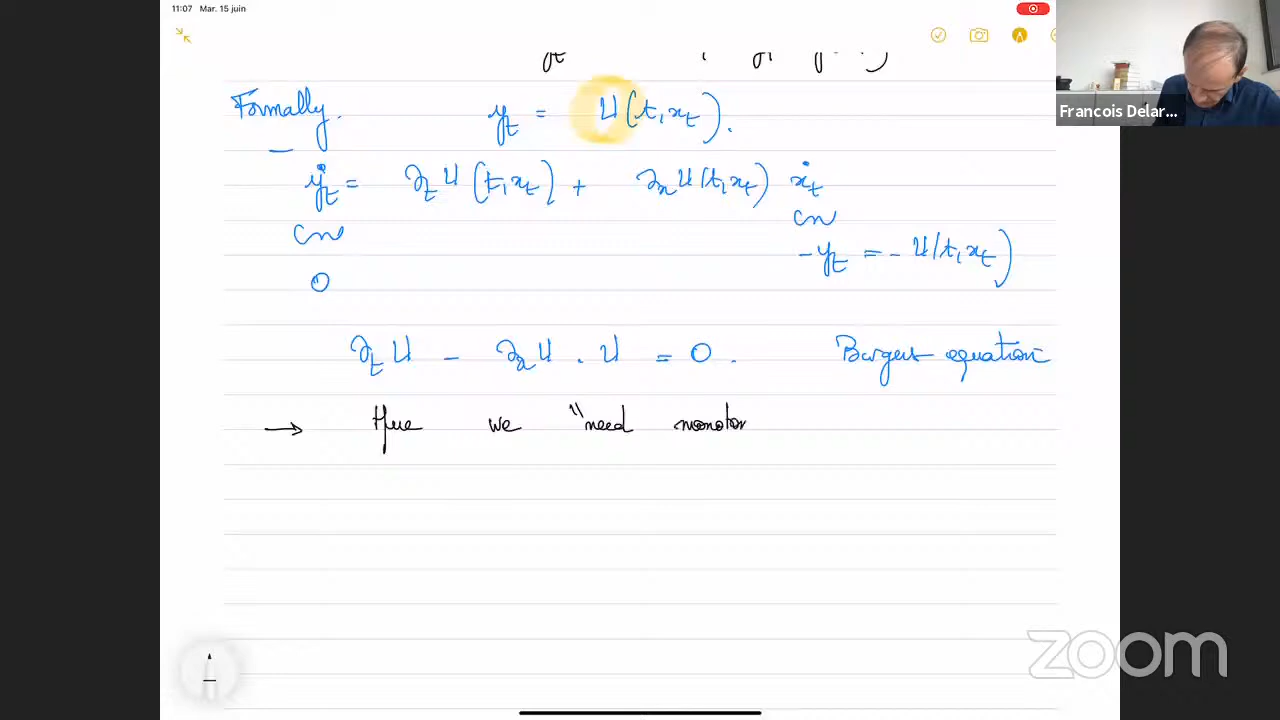 11:07 Mar. 15 juin
Francois Delar...
Formally. y_t = U(t, x_t).
ẏ_t = ∂_t U(t, x_t) + ∂_x U(t, x_t) ẋ_t
0
-y_t = -U(t, x_t)
∂_t U - ∂_x U . U = 0. Burgers equation
→ Here we "need monoton
zoom